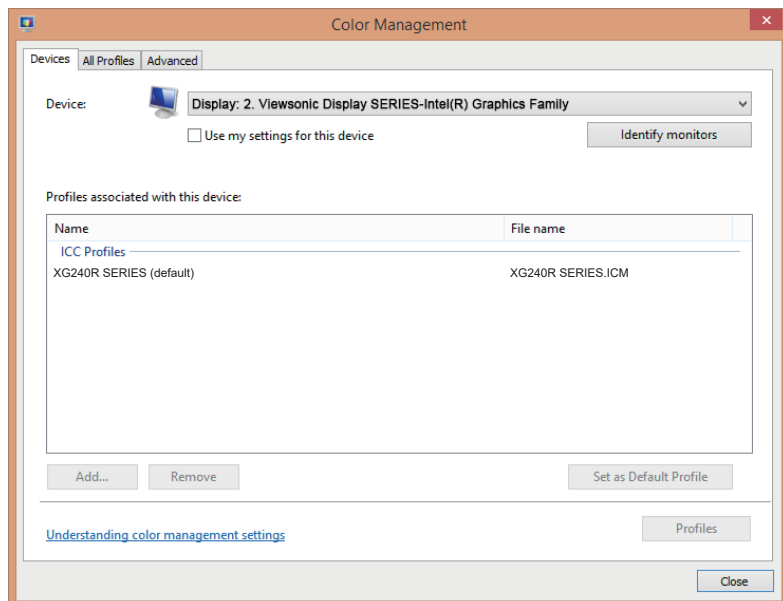 Color Management
Devices All Profiles Advanced
Device: Display: 2. Viewsonic Display SERIES-Intel(R) Graphics Family
Use my settings for this device Identify monitors
Profiles associated with this device:
Name File name
ICC Profiles
XG240R SERIES (default) XG240R SERIES.ICM
Add... Remove Set as Default Profile
Understanding color management settings Profiles
Close